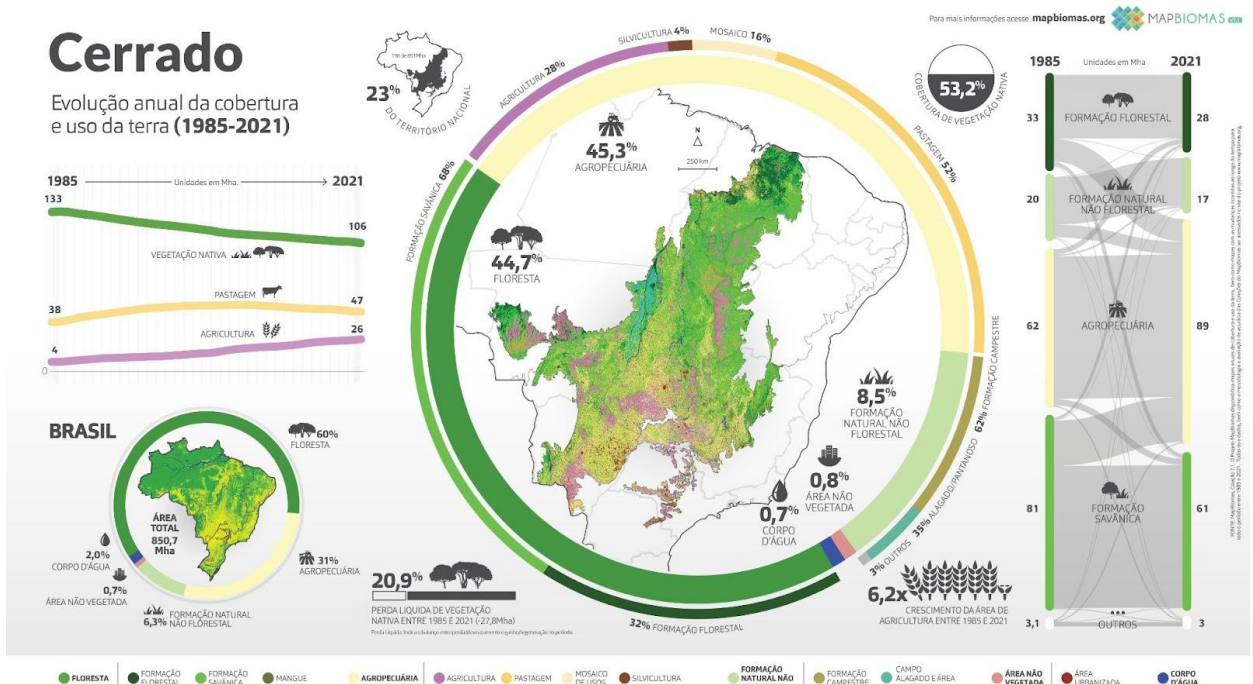 Cerrado
Evolução anual da cobertura
e uso da terra (1985-2021)
1985
Unidades em Mha.
2021
133
106
VEGETAÇÃO NATIVA
PASTAGEM
38
47
AGRICULTURA
4
26
0
BRASIL
60%
FLORESTA
ÁREA
TOTAL
850,7
Mha
2,0%
CORPO D'ÁGUA
0,7%
ÁREA NÃO VEGETADA
6,3%
FORMAÇÃO NATURAL
NÃO FLORESTAL
31%
AGROPECUÁRIA
23%
DO TERRITÓRIO NACIONAL
SILVICULTURA 4%
MOSAICO 16%
AGRICULTURA 28%
PASTAGEM 52%
FORMAÇÃO SAVÂNICA 68%
45,3%
AGROPECUÁRIA
N
250 km
44,7%
FLORESTA
8,5%
FORMAÇÃO
NATURAL NÃO
FLORESTAL
0,8%
ÁREA NÃO
VEGETADA
0,7%
CORPO
D'ÁGUA
62% FORMAÇÃO CAMPESTRE
35% ALAGADO/PANTANOSO
3% OUTROS
32% FORMAÇÃO FLORESTAL
20,9%
PERDA LIQUIDA DE VEGETAÇÃO
NATIVA ENTRE 1985 E 2021 (-27,8Mha)
6,2x
CRESCIMENTO DA ÁREA DE
AGRICULTURA ENTRE 1985 E 2021
53,2%
COBERTURA DE VEGETAÇÃO NATIVA
Para mais informações acesse mapbiomas.org
MAPBIOMAS
1985
Unidades em Mha
2021
33
FORMAÇÃO FLORESTAL
28
20
FORMAÇÃO NATURAL
NÃO FLORESTAL
17
62
AGROPECUÁRIA
89
81
FORMAÇÃO
SAVÂNICA
61
3,1
OUTROS
3
FLORESTA
FORMAÇÃO
FLORESTAL
FORMAÇÃO
SAVÂNICA
MANGUE
AGROPECUÁRIA
AGRICULTURA
PASTAGEM
MOSAICO
DE USOS
SILVICULTURA
FORMAÇÃO
NATURAL NÃO
FORMAÇÃO
CAMPESTRE
CAMPO
ALAGADO E ÁREA
ÁREA NÃO
VEGETADA
ÁREA
URBANIZADA
CORPO
D'ÁGUA